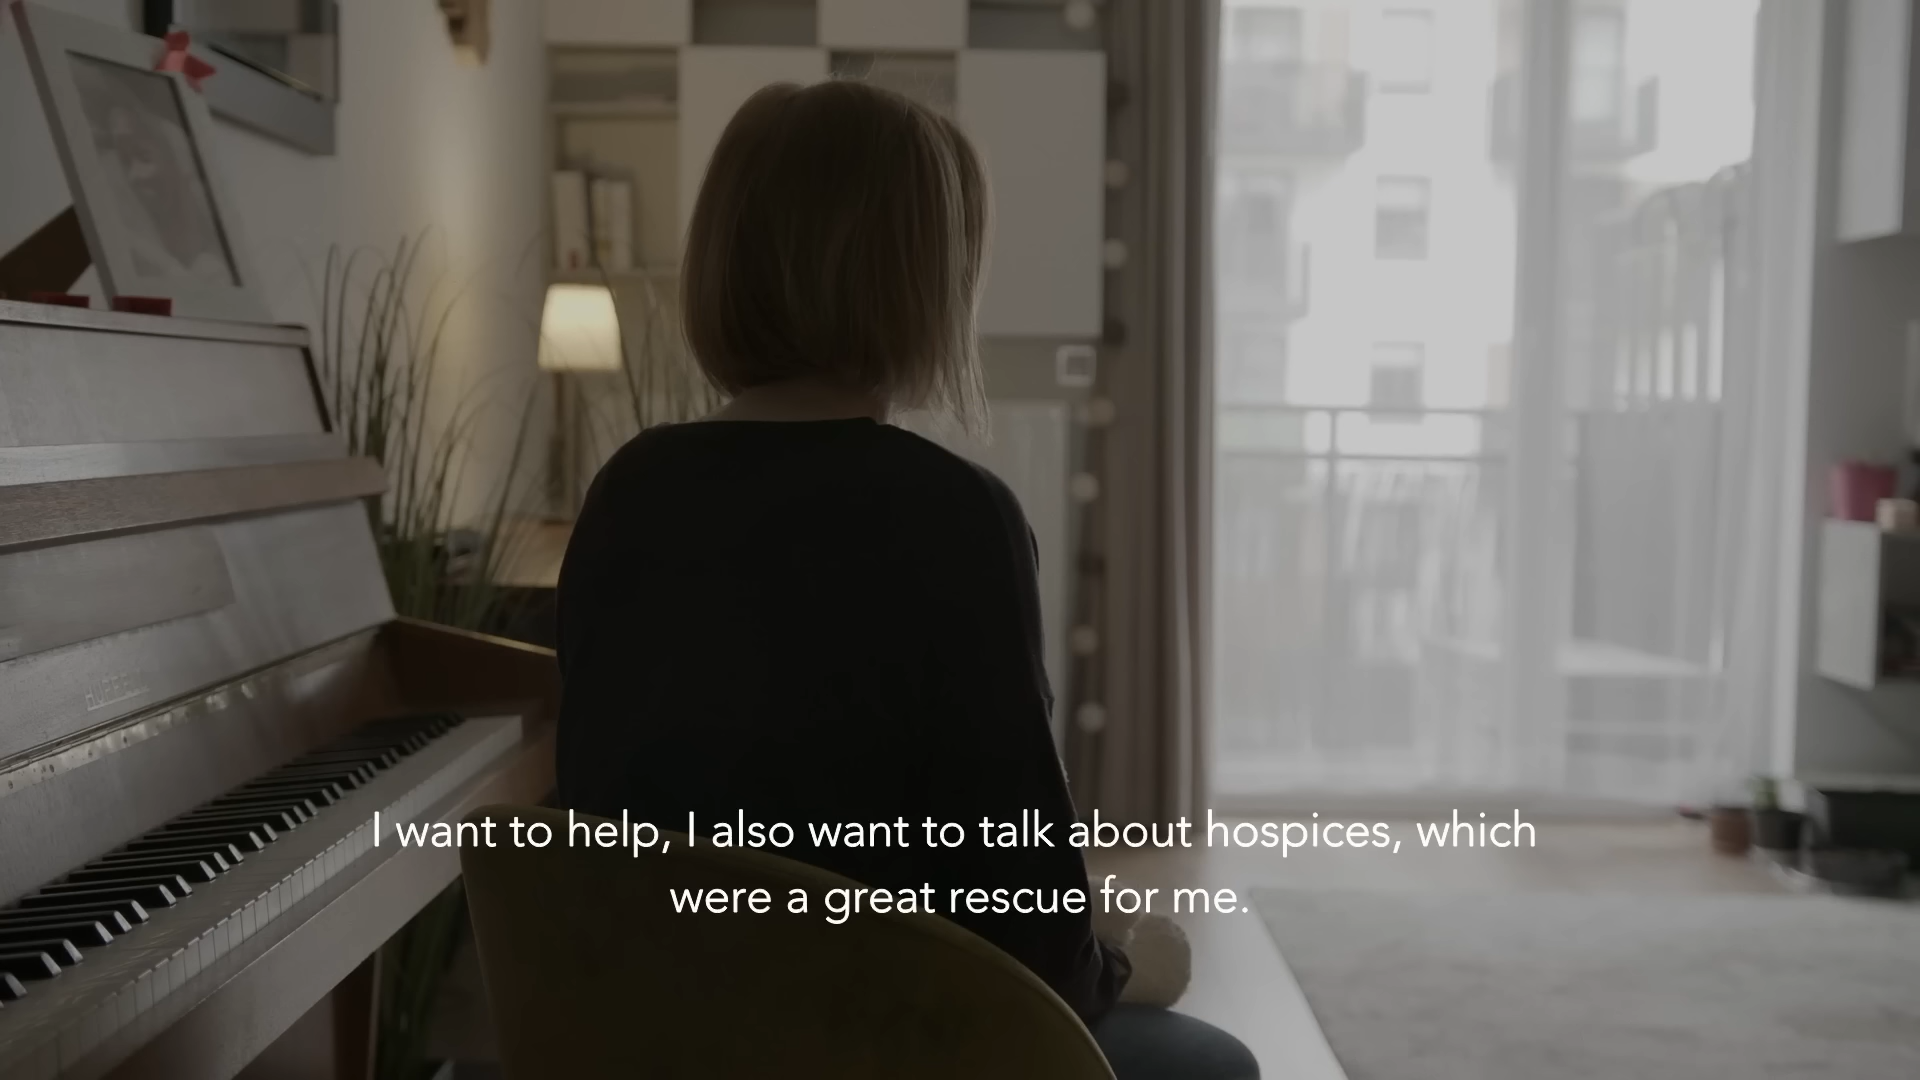 I want to help, I also want to talk about hospices, which
were a great rescue for me.